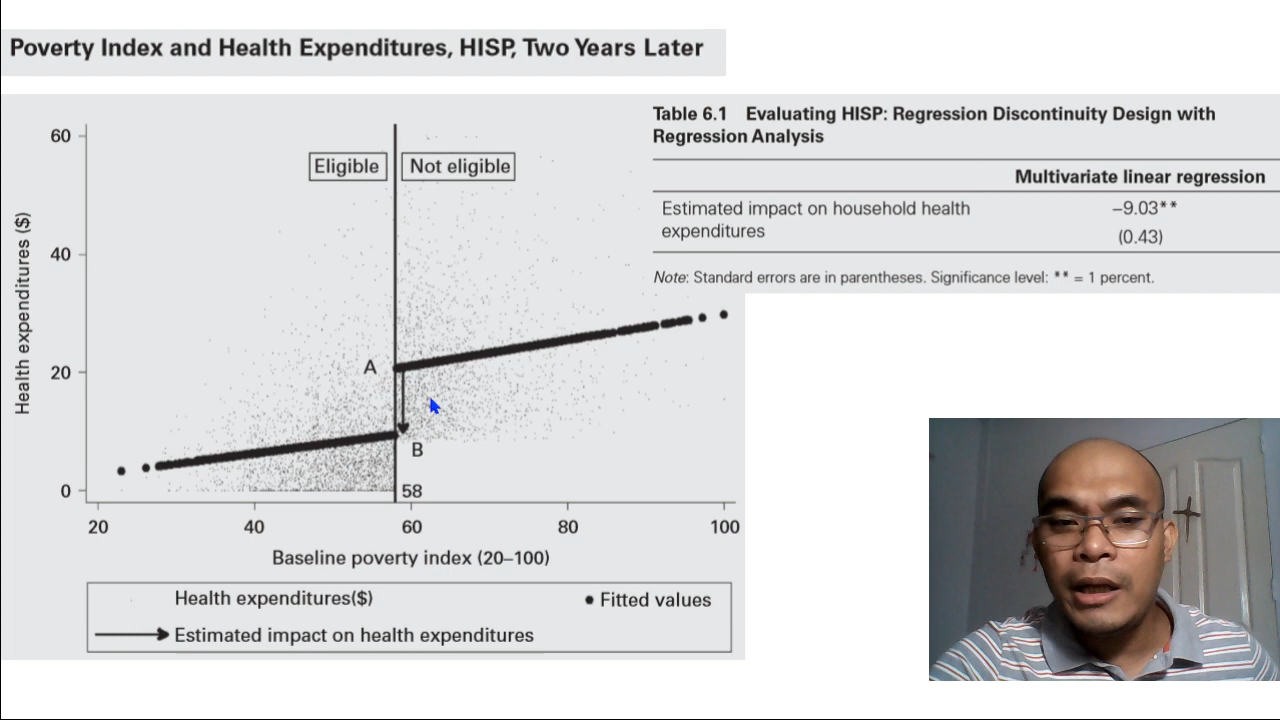 Poverty Index and Health Expenditures, HISP, Two Years Later
Table 6.1 Evaluating HISP: Regression Discontinuity Design with
Regression Analysis
Multivariate linear regression
Estimated impact on household health
expenditures
–9.03**
(0.43)
Note: Standard errors are in parentheses. Significance level: ** = 1 percent.
Health expenditures ($)
60
40
20
0
Eligible
Not eligible
A
B
58
20
40
60
80
100
Baseline poverty index (20–100)
Health expenditures($)
Fitted values
Estimated impact on health expenditures